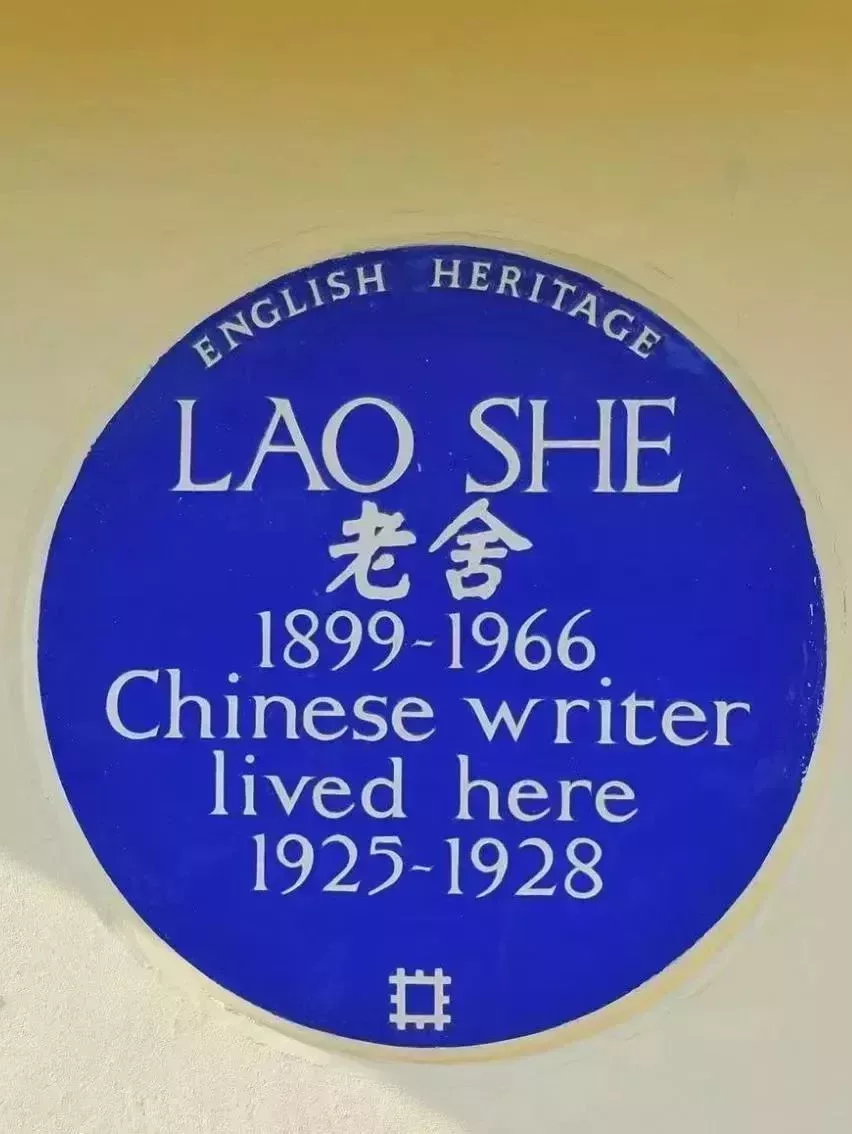 ENGLISH HERITAGE
LAO SHE
老舍
1899-1966
Chinese writer
lived here
1925-1928